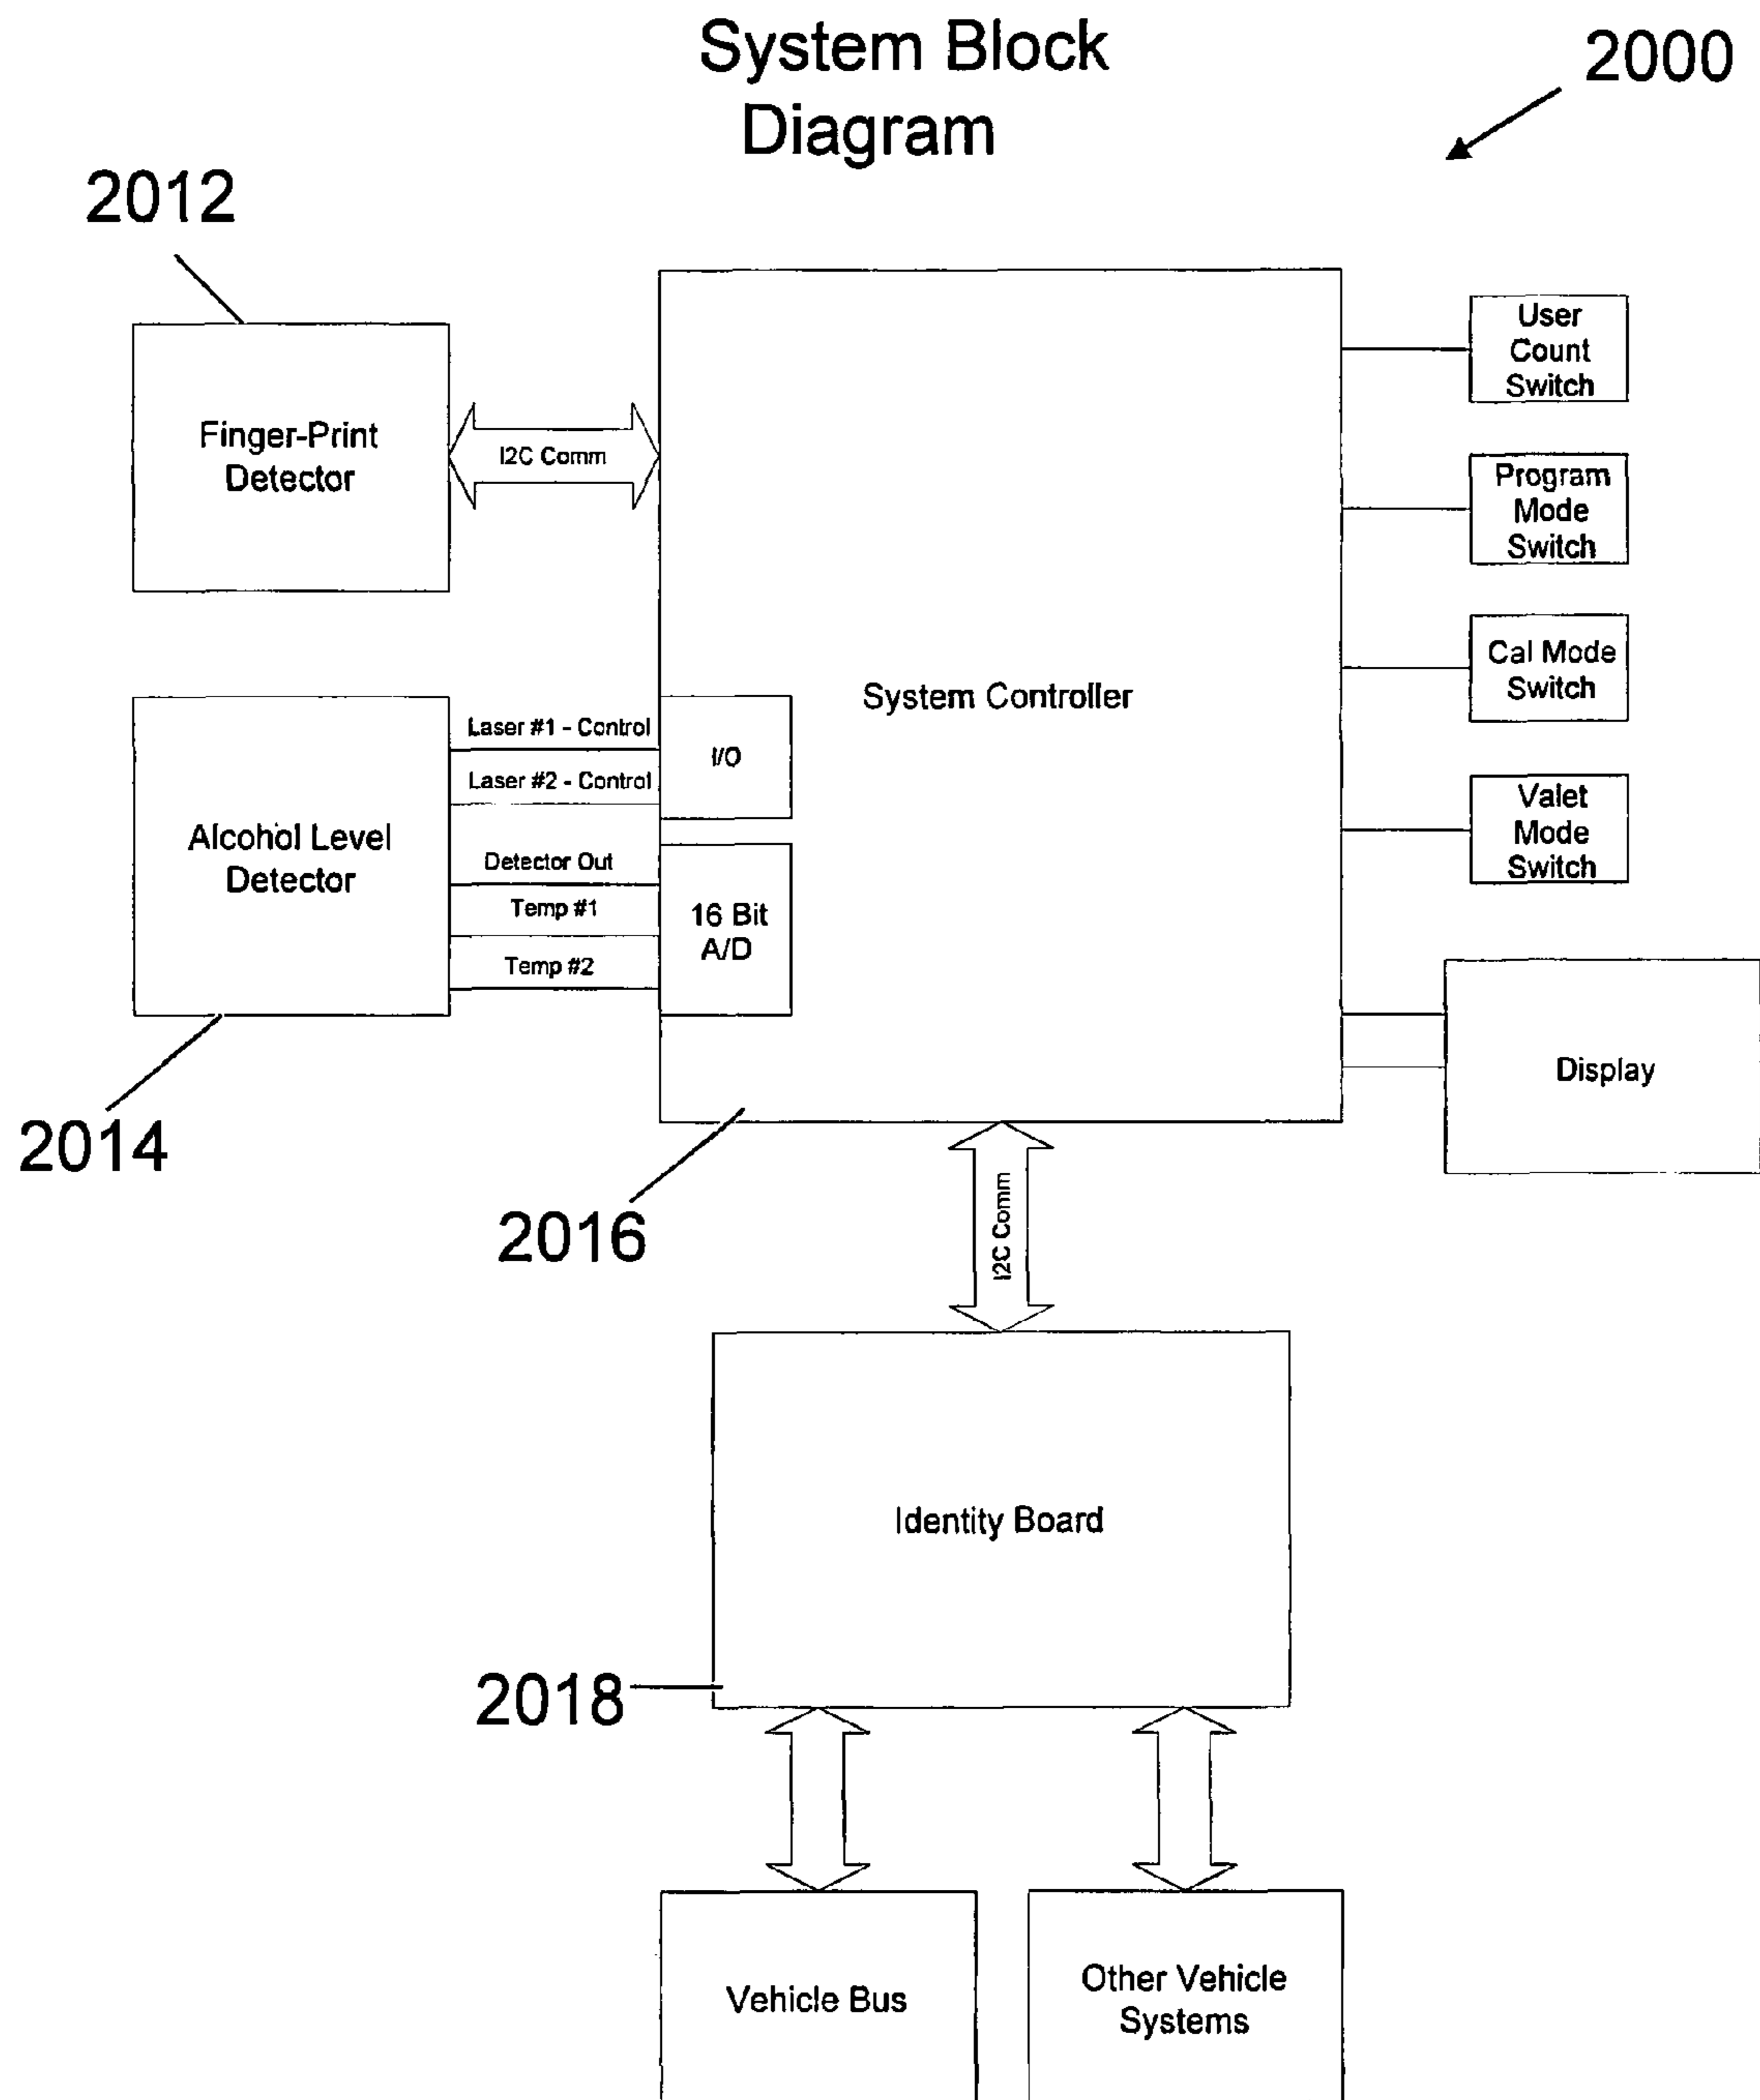 System Block
Diagram
2000
2012
Finger-Print
Detector
I2C Comm
User
Count
Switch
Program
Mode
Switch
Cal Mode
Switch
Valet
Mode
Switch
System Controller
Laser #1 - Control
Laser #2 - Control
I/O
Alcohol Level
Detector
Detector Out
Temp #1
Temp #2
16 Bit
A/D
Display
2014
2016
I2C Comm
Identity Board
2018
Vehicle Bus
Other Vehicle
Systems